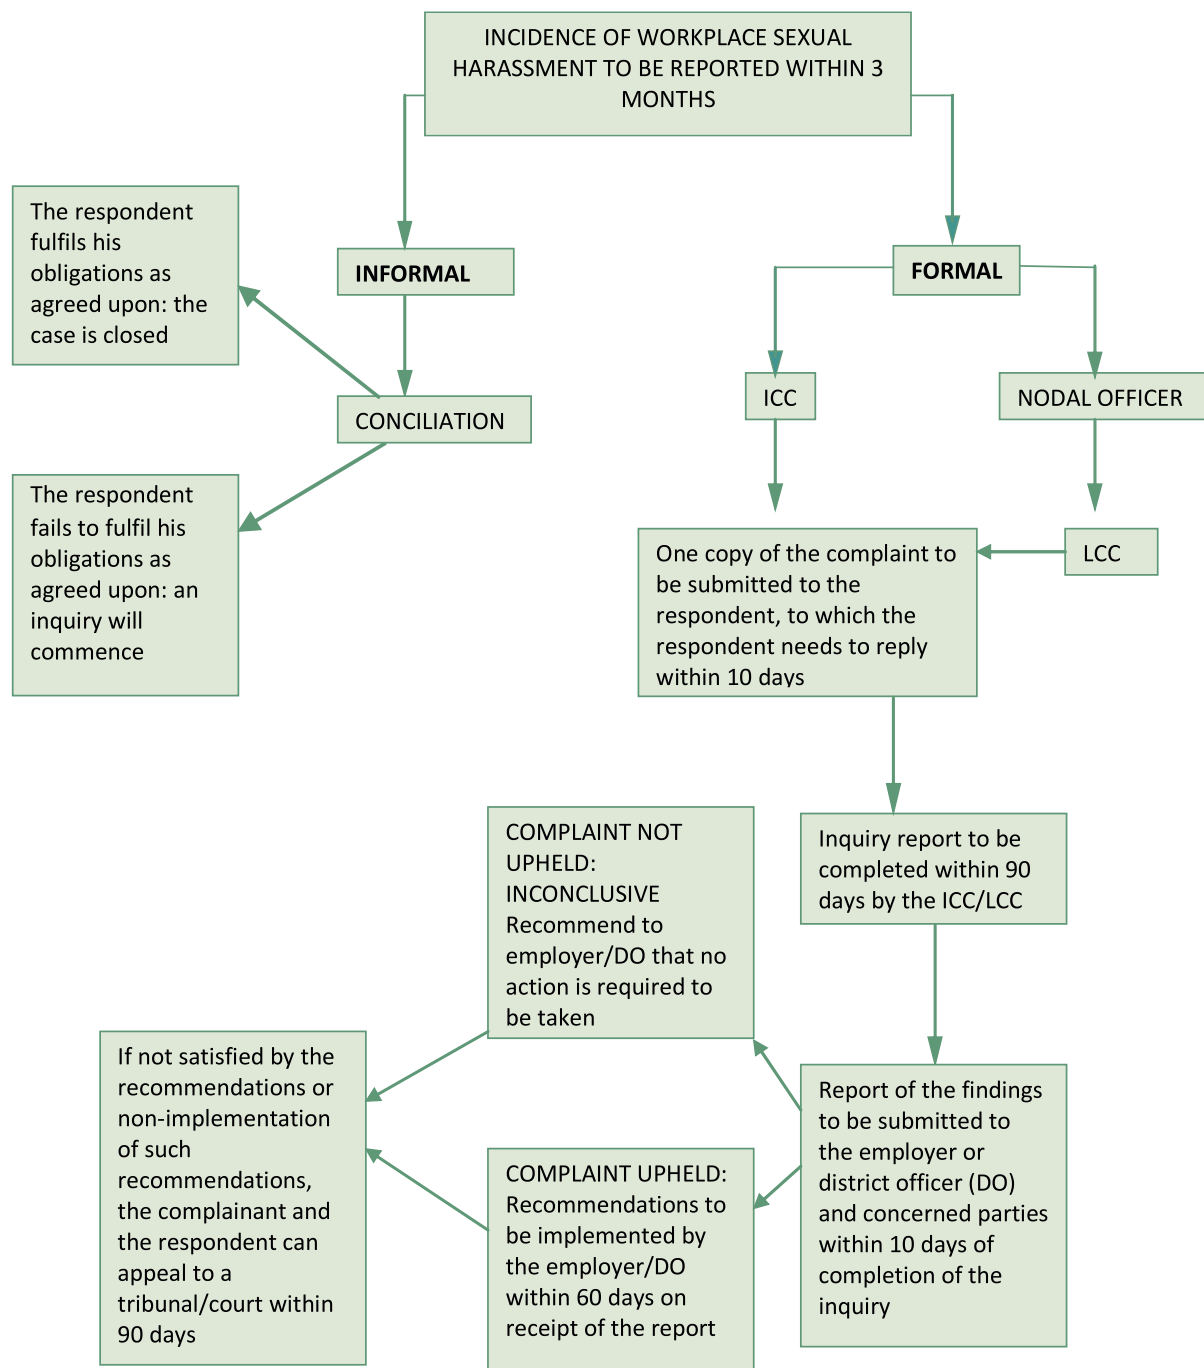 INCIDENCE OF WORKPLACE SEXUAL
HARASSMENT TO BE REPORTED WITHIN 3
MONTHS
The respondent
fulfils his
obligations as
agreed upon: the
case is closed
INFORMAL
FORMAL
CONCILIATION
ICC
NODAL OFFICER
The respondent
fails to fulfil his
obligations as
agreed upon: an
inquiry will
commence
One copy of the complaint to
be submitted to the
respondent, to which the
respondent needs to reply
within 10 days
LCC
COMPLAINT NOT
UPHELD:
INCONCLUSIVE
Recommend to
employer/DO that no
action is required to
be taken
Inquiry report to be
completed within 90
days by the ICC/LCC
If not satisfied by the
recommendations or
non-implementation
of such
recommendations,
the complainant and
the respondent can
appeal to a
tribunal/court within
90 days
COMPLAINT UPHELD:
Recommendations to
be implemented by
the employer/DO
within 60 days on
receipt of the report
Report of the findings
to be submitted to
the employer or
district officer (DO)
and concerned parties
within 10 days of
completion of the
inquiry